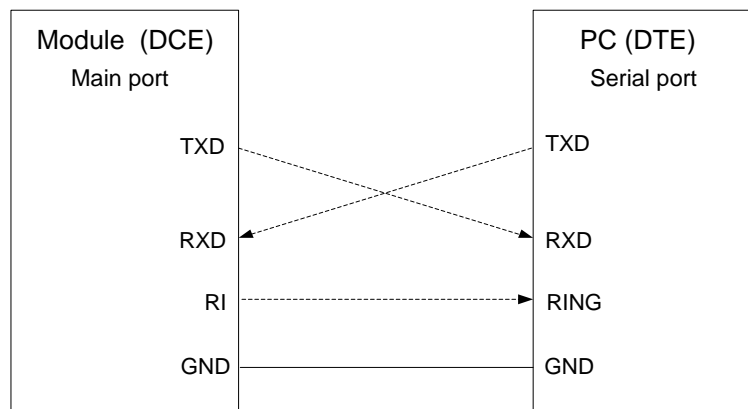 Module (DCE)
Main port
TXD
RXD
RI
GND
PC (DTE)
Serial port
TXD
RXD
RING
GND